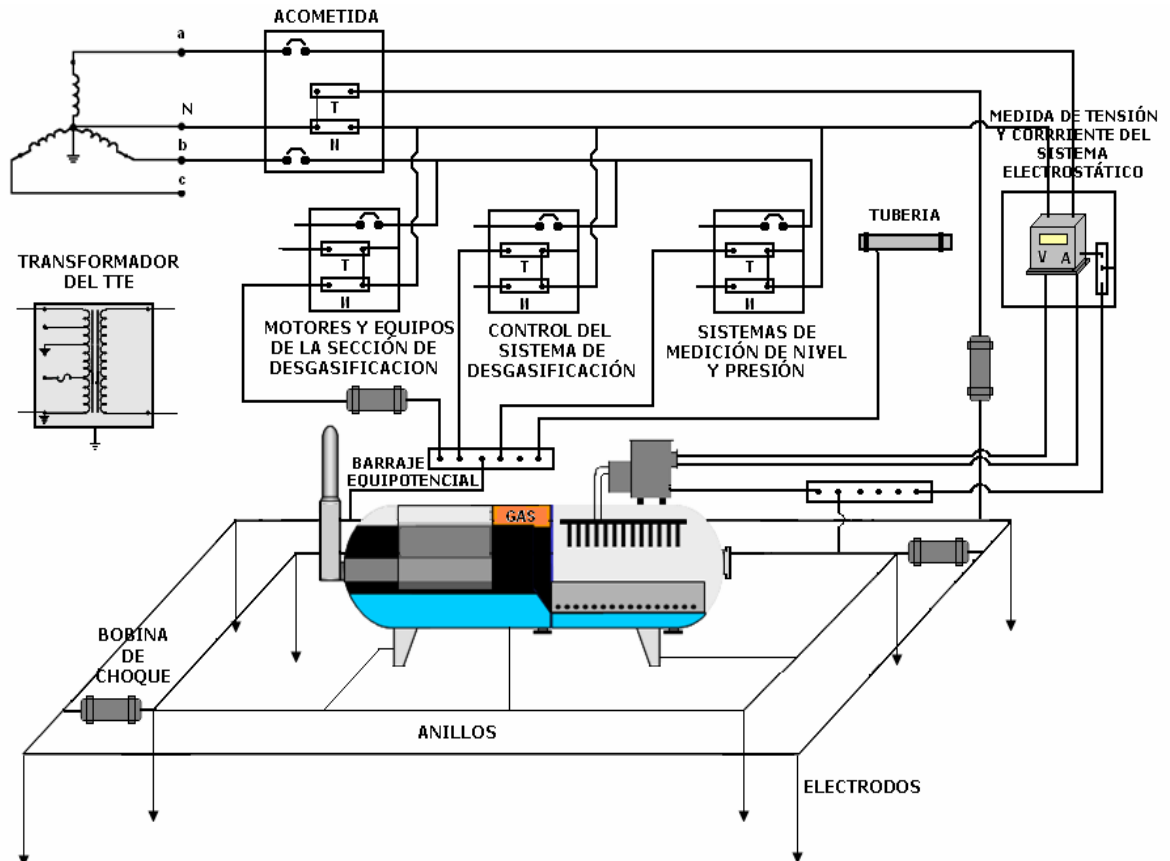 ACOMETIDA
a
T
N
N
b
c
MEDIDA DE TENSIÓN
Y CORRRIENTE DEL
SISTEMA
ELECTROSTÁTICO
V A
TUBERIA
TRANSFORMADOR
DEL TTE
T
N
MOTORES Y EQUIPOS
DE LA SECCIÓN DE
DESGASIFICACION
T
N
CONTROL DEL
SISTEMA DE
DESGASIFICACIÓN
T
N
SISTEMAS DE
MEDICIÓN DE NIVEL
Y PRESIÓN
BARRAJE
EQUIPOTENCIAL
GAS
BOBINA
DE
CHOQUE
ANILLOS
ELECTRODOS